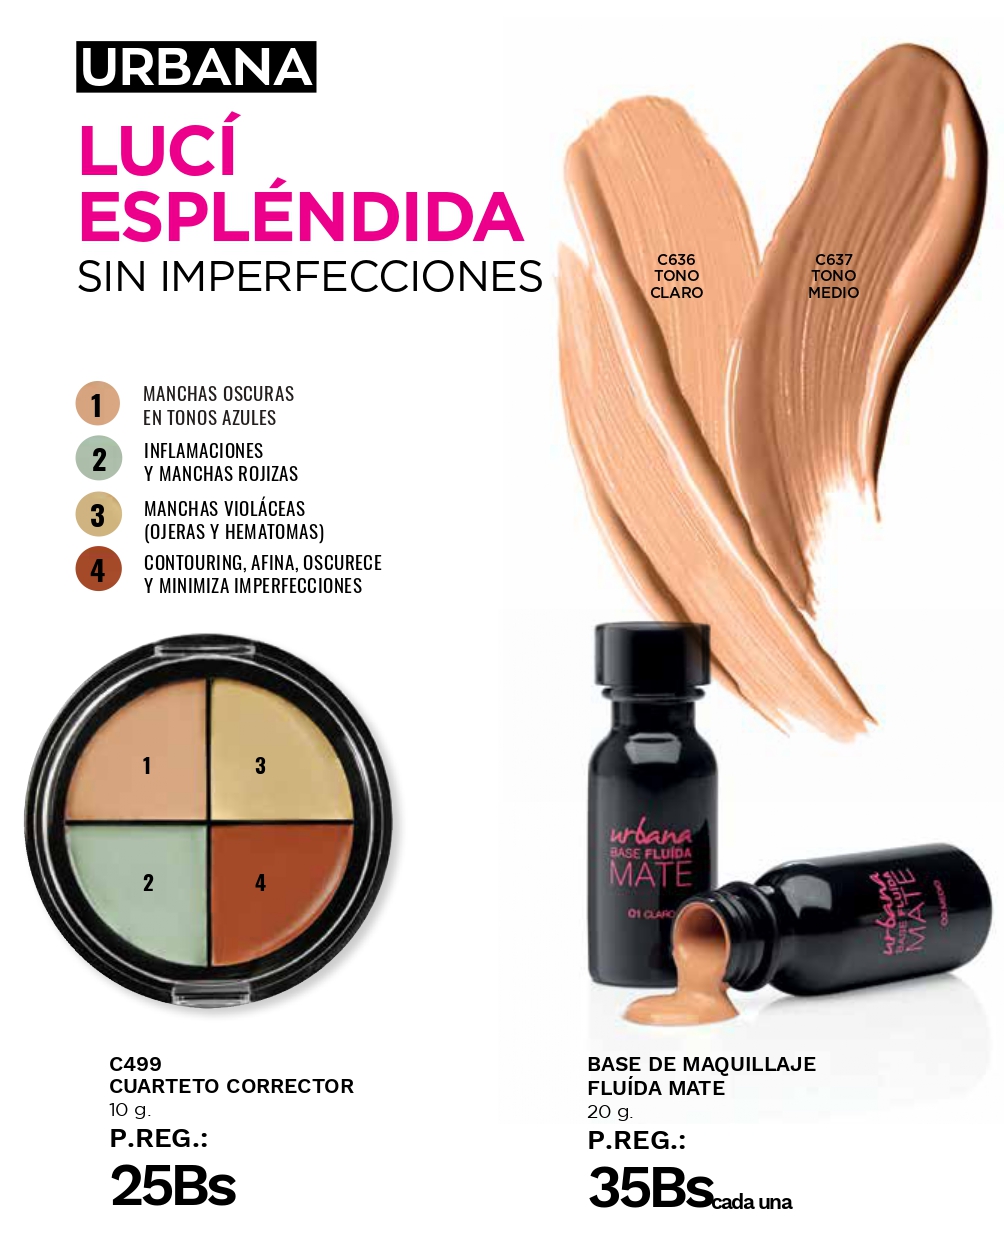 URBANA
LUCÍ
ESPLÉNDIDA
SIN IMPERFECCIONES
C636
TONO
CLARO
C637
TONO
MEDIO
1
MANCHAS OSCURAS
EN TONOS AZULES
2
INFLAMACIONES
Y MANCHAS ROJIZAS
3
MANCHAS VIOLÁCEAS
(OJERAS Y HEMATOMAS)
4
CONTOURING, AFINA, OSCURECE
Y MINIMIZA IMPERFECCIONES
1
3
2
4
urbana
BASE FLUÍDA
MATE
01 CLARO
urbana
BASE FLUÍDA
MATE
02 MEDIO
C499
CUARTETO CORRECTOR
10 g.
P.REG.:
25Bs
BASE DE MAQUILLAJE
FLUÍDA MATE
20 g.
P.REG.:
35Bs cada una